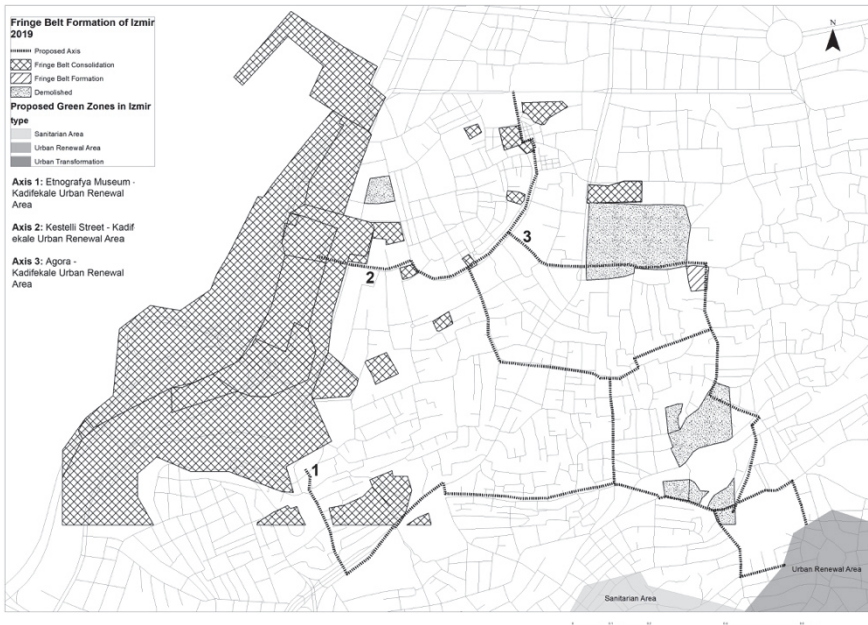 Fringe Belt Formation of Izmir
2019
Proposed Axis
Fringe Belt Consolidation
Fringe Belt Formation
Demolished
Proposed Green Zones in Izmir
type
Sanitarian Area
Urban Renewal Area
Urban Transformation
Axis 1: Etnografya Museum -
Kadifekale Urban Renewal
Area
Axis 2: Kestelli Street - Kadif
ekale Urban Renewal Area
Axis 3: Agora -
Kadifekale Urban Renewal
Area
N
3
2
1
Urban Renewal Area
Sanitarian Area